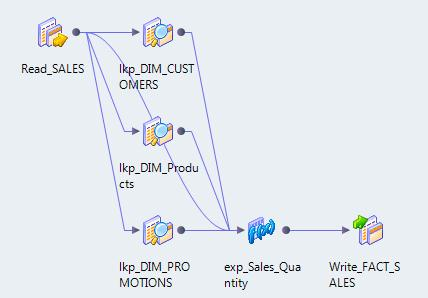 Read_SALES
lkp_DIM_CUST
OMERS
lkp_DIM_Produ
cts
lkp_DIM_PRO
MOTIONS
exp_Sales_Qua
ntity
Write_FACT_S
ALES